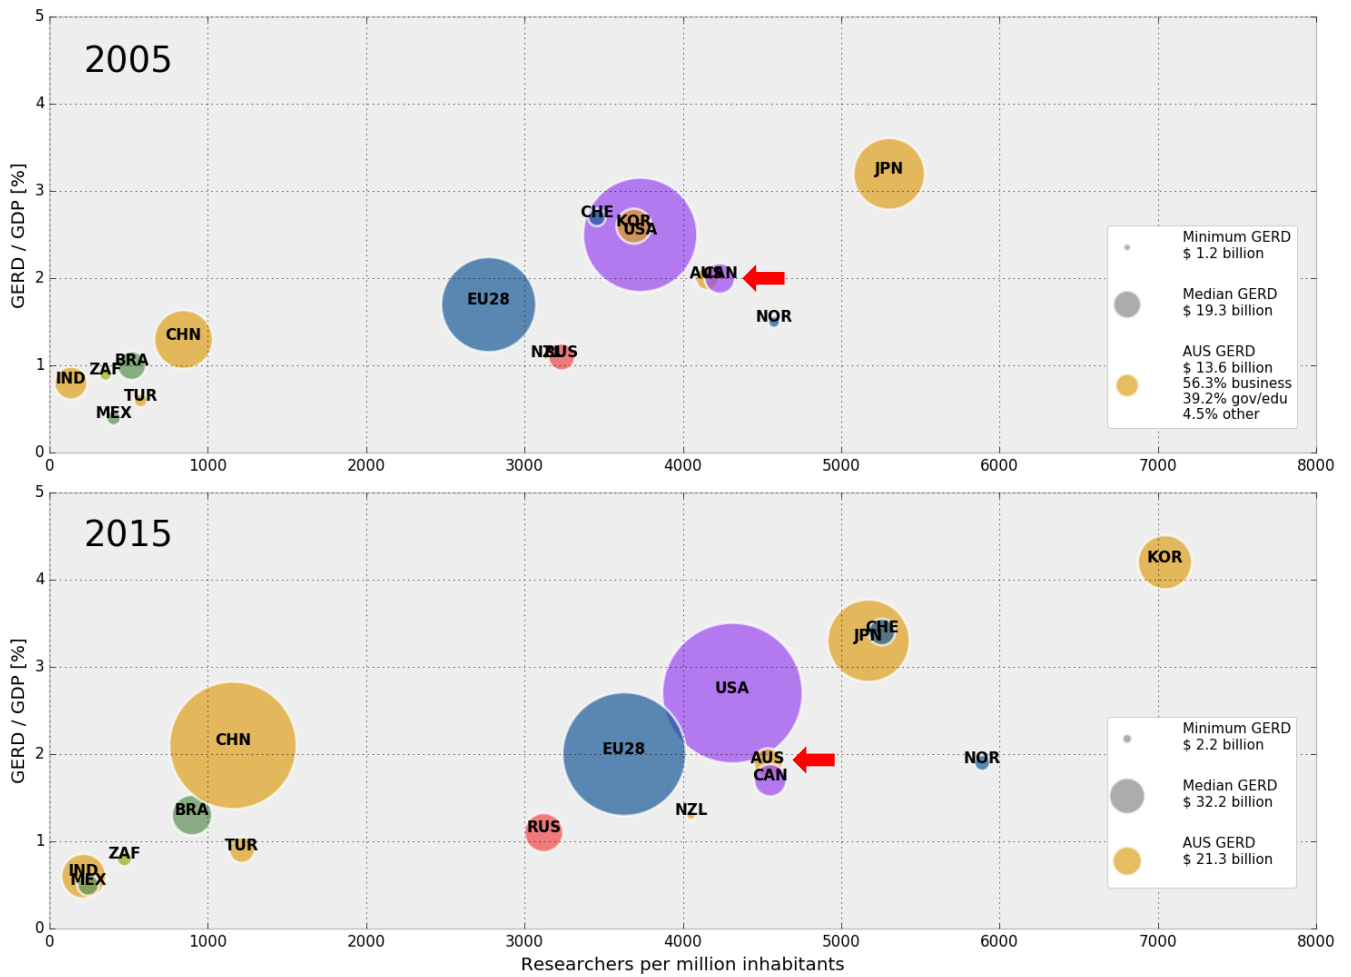 5
2005
4
JPN
3
CHE
KOR
USA
AUS
CAN
2
EU28
NOR
CHN
NZL
RUS
1
BRA
ZAF
IND
TUR
MEX
0
GERD / GDP [%]
Minimum GERD
$ 1.2 billion
Median GERD
$ 19.3 billion
AUS GERD
$ 13.6 billion
56.3% business
39.2% gov/edu
4.5% other
0 1000 2000 3000 4000 5000 6000 7000 8000
5
2015
4
KOR
3
CHE
JPN
USA
CHN
EU28
2
AUS
NOR
CAN
BRA
NZL
RUS
1
TUR
ZAF
IND
MEX
0
GERD / GDP [%]
Minimum GERD
$ 2.2 billion
Median GERD
$ 32.2 billion
AUS GERD
$ 21.3 billion
0 1000 2000 3000 4000 5000 6000 7000 8000
Researchers per million inhabitants